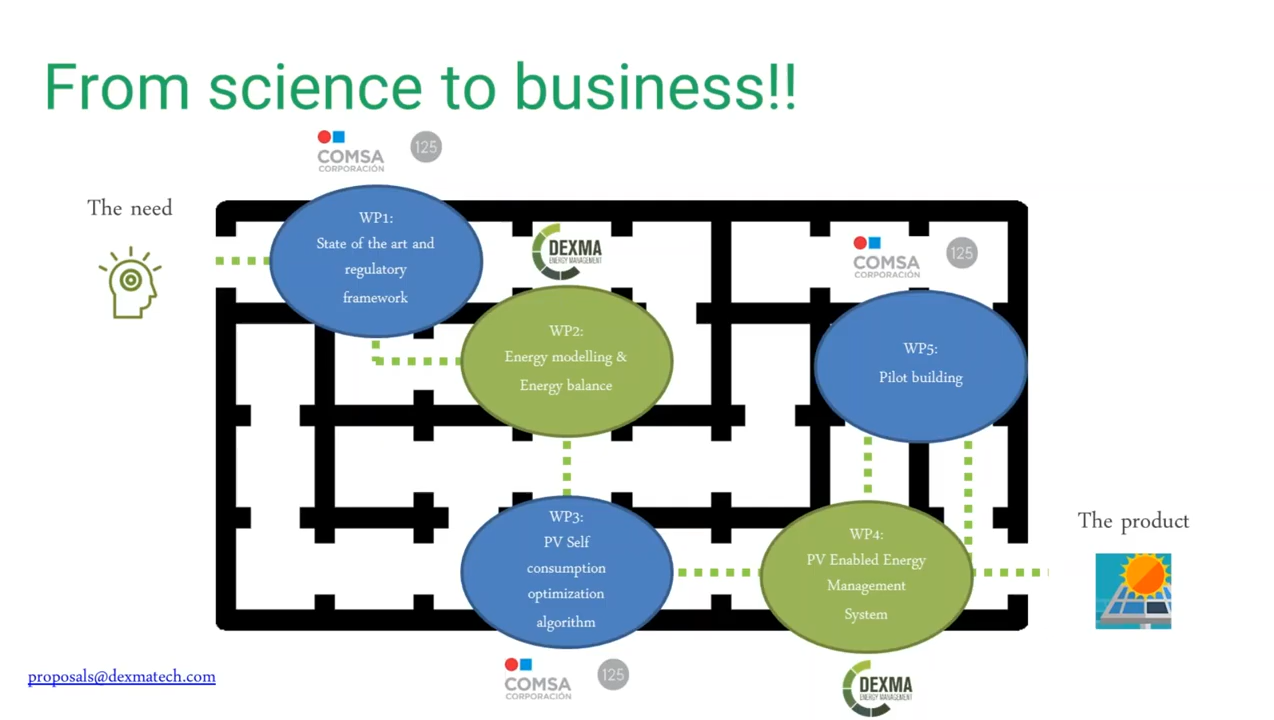 From science to business!!
COMSA
CORPORACIÓN
125
The need
WP1:
State of the art and
regulatory
framework
DEXMA
ENERGY MANAGEMENT
COMSA
CORPORACIÓN
125
WP2:
Energy modelling &
Energy balance
WP5:
Pilot building
WP3:
PV Self
consumption
optimization
algorithm
WP4:
PV Enabled Energy
Management
System
The product
COMSA
CORPORACIÓN
125
DEXMA
ENERGY MANAGEMENT
proposals@dexmatech.com